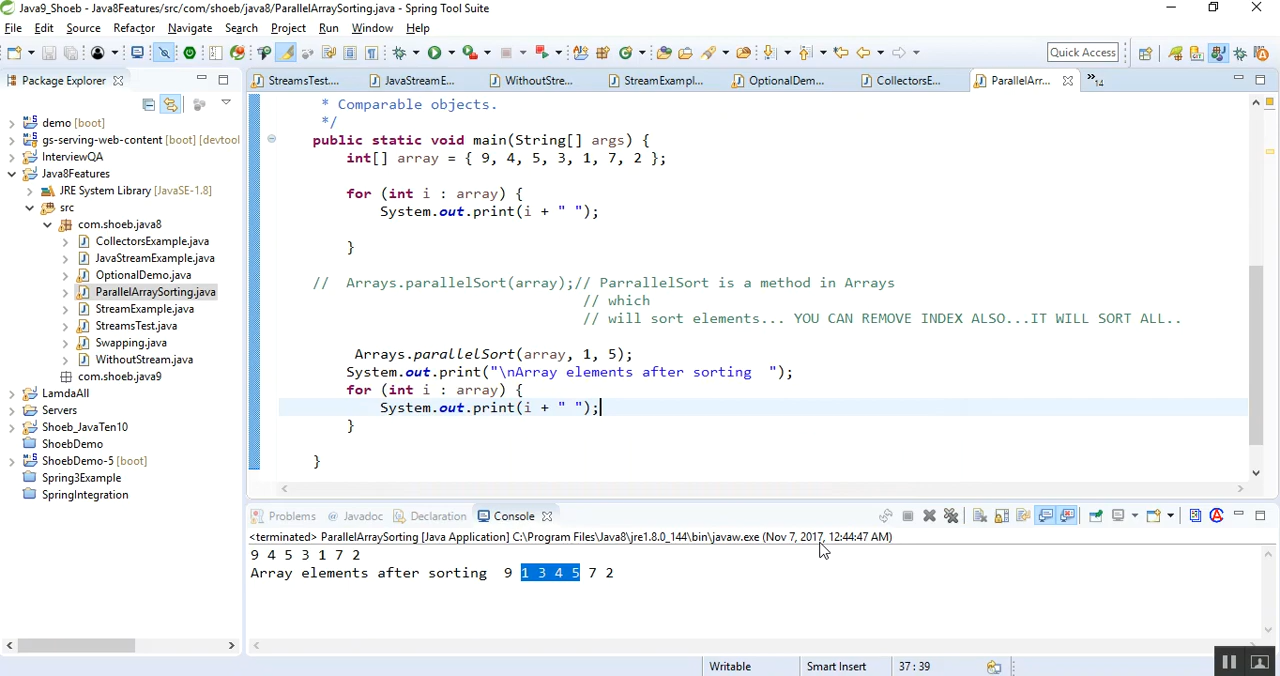 Java9_Shoeb - Java8Features/src/com/shoeb/java8/ParallelArraySorting.java - Spring Tool Suite
File Edit Source Refactor Navigate Search Project Run Window Help
Quick Access
Package Explorer
StreamsTest....
JavaStreamE...
WithoutStre...
StreamExampl...
OptionalDem...
CollectorsE...
ParallelArr...
»14
demo [boot]
gs-serving-web-content [boot] [devtool
InterviewQA
Java8Features
JRE System Library [JavaSE-1.8]
src
com.shoeb.java8
CollectorsExample.java
JavaStreamExample.java
OptionalDemo.java
ParallelArraySorting.java
StreamExample.java
StreamsTest.java
Swapping.java
WithoutStream.java
com.shoeb.java9
LamdaAll
Servers
Shoeb_JavaTen10
ShoebDemo
ShoebDemo-5 [boot]
Spring3Example
SpringIntegration
* Comparable objects.
*/
public static void main(String[] args) {
int[] array = { 9, 4, 5, 3, 1, 7, 2 };
for (int i : array) {
System.out.print(i + " ");
}
// Arrays.parallelSort(array);// ParrallelSort is a method in Arrays
// which
// will sort elements... YOU CAN REMOVE INDEX ALSO...IT WILL SORT ALL..
Arrays.parallelSort(array, 1, 5);
System.out.print("\nArray elements after sorting  ");
for (int i : array) {
System.out.print(i + " ");
}
}
Problems @ Javadoc Declaration Console
<terminated> ParallelArraySorting [Java Application] C:\Program Files\Java8\jre1.8.0_144\bin\javaw.exe (Nov 7, 2017, 12:44:47 AM)
9 4 5 3 1 7 2
Array elements after sorting  9 1 3 4 5 7 2
Writable Smart Insert 37 : 39